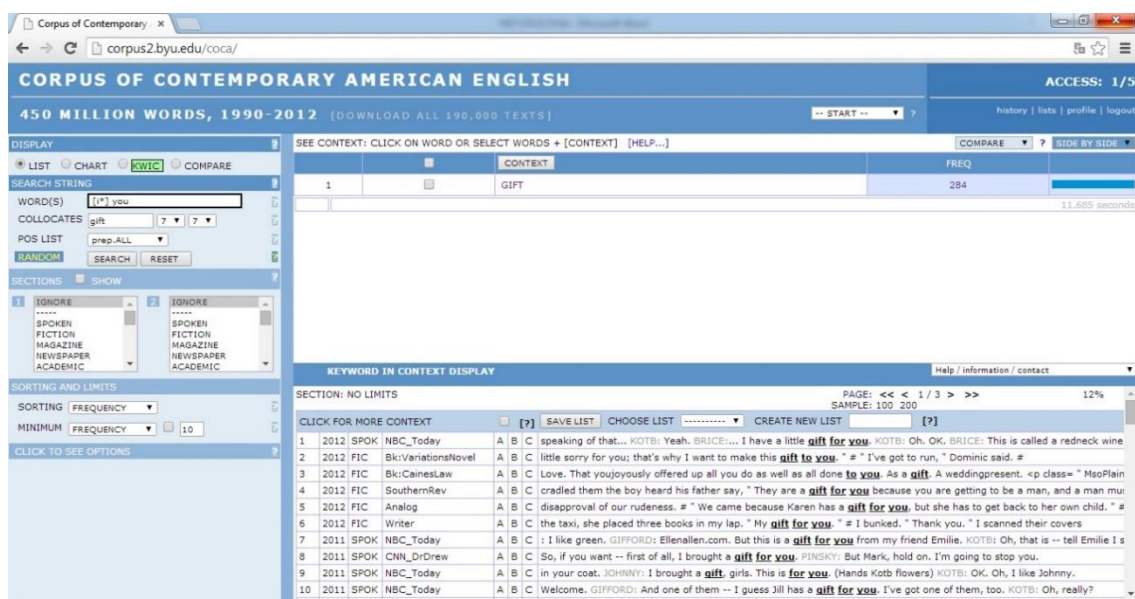 Corpus of Contemporary
corpus2.byu.edu/coca/
CORPUS OF CONTEMPORARY AMERICAN ENGLISH
ACCESS: 1/5
450 MILLION WORDS, 1990-2012 [DOWNLOAD ALL 190,000 TEXTS]
-- START -- ?
history | lists | profile | logout
DISPLAY ?
LIST CHART KWIC COMPARE
SEARCH STRING ?
WORD(S) [i*] you
COLLOCATES gift 7 7
POS LIST prep.ALL
RANDOM SEARCH RESET
SECTIONS SHOW ?
1 IGNORE
-----
SPOKEN
FICTION
MAGAZINE
NEWSPAPER
ACADEMIC
2 IGNORE
-----
SPOKEN
FICTION
MAGAZINE
NEWSPAPER
ACADEMIC
SORTING AND LIMITS
SORTING FREQUENCY
MINIMUM FREQUENCY 10
CLICK TO SEE OPTIONS ?
SEE CONTEXT: CLICK ON WORD OR SELECT WORDS + [CONTEXT] [HELP...]
COMPARE ? SIDE BY SIDE
CONTEXT FREQ
1 GIFT 284
11.685 seconds
KEYWORD IN CONTEXT DISPLAY
Help / information / contact
SECTION: NO LIMITS
PAGE: << < 1 / 3 > >>
SAMPLE: 100 200
12%
CLICK FOR MORE CONTEXT [?] SAVE LIST CHOOSE LIST ---------- CREATE NEW LIST [?]
1 2012 SPOK NBC_Today A B C speaking of that... KOTB: Yeah. BRICE:... I have a little gift for you. KOTB: Oh. OK. BRICE: This is called a redneck wine
2 2012 FIC Bk:VariationsNovel A B C little sorry for you; that's why I want to make this gift to you. " # " I've got to run, " Dominic said. #
3 2012 FIC Bk:CainesLaw A B C Love. That youjoyously offered up all you do as well as all done to you. As a gift. A weddingpresent. <p class= " MsoPlain
4 2012 FIC SouthernRev A B C cradled them the boy heard his father say, " They are a gift for you because you are getting to be a man, and a man mu
5 2012 FIC Analog A B C disapproval of our rudeness. # " We came because Karen has a gift for you, but she has to get back to her own child. " #
6 2012 FIC Writer A B C the taxi, she placed three books in my lap. " My gift for you. " # I bunked. " Thank you. " I scanned their covers
7 2011 SPOK NBC_Today A B C : I like green. GIFFORD: Ellenallen.com. But this is a gift for you from my friend Emilie. KOTB: Oh, that is -- tell Emilie I s
8 2011 SPOK CNN_DrDrew A B C So, if you want -- first of all, I brought a gift for you. PINSKY: But Mark, hold on. I'm going to stop you.
9 2011 SPOK NBC_Today A B C in your coat. JOHNNY: I brought a gift, girls. This is for you. (Hands Kotb flowers) KOTB: OK. Oh, I like Johnny.
10 2011 SPOK NBC_Today A B C Welcome. GIFFORD: And one of them -- I guess Jill has a gift for you. I've got one of them, too. KOTB: Oh, really?